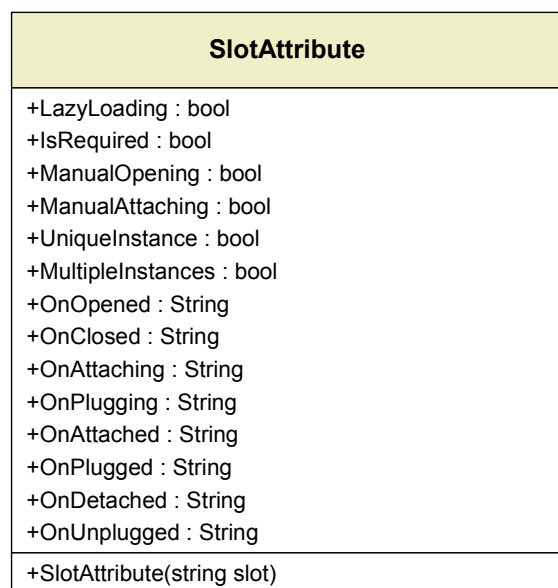 SlotAttribute
+LazyLoading : bool
+IsRequired : bool
+ManualOpening : bool
+ManualAttaching : bool
+UniqueInstance : bool
+MultipleInstances : bool
+OnOpened : String
+OnClosed : String
+OnAttaching : String
+OnPlugging : String
+OnAttached : String
+OnPlugged : String
+OnDetached : String
+OnUnplugged : String
+SlotAttribute(string slot)